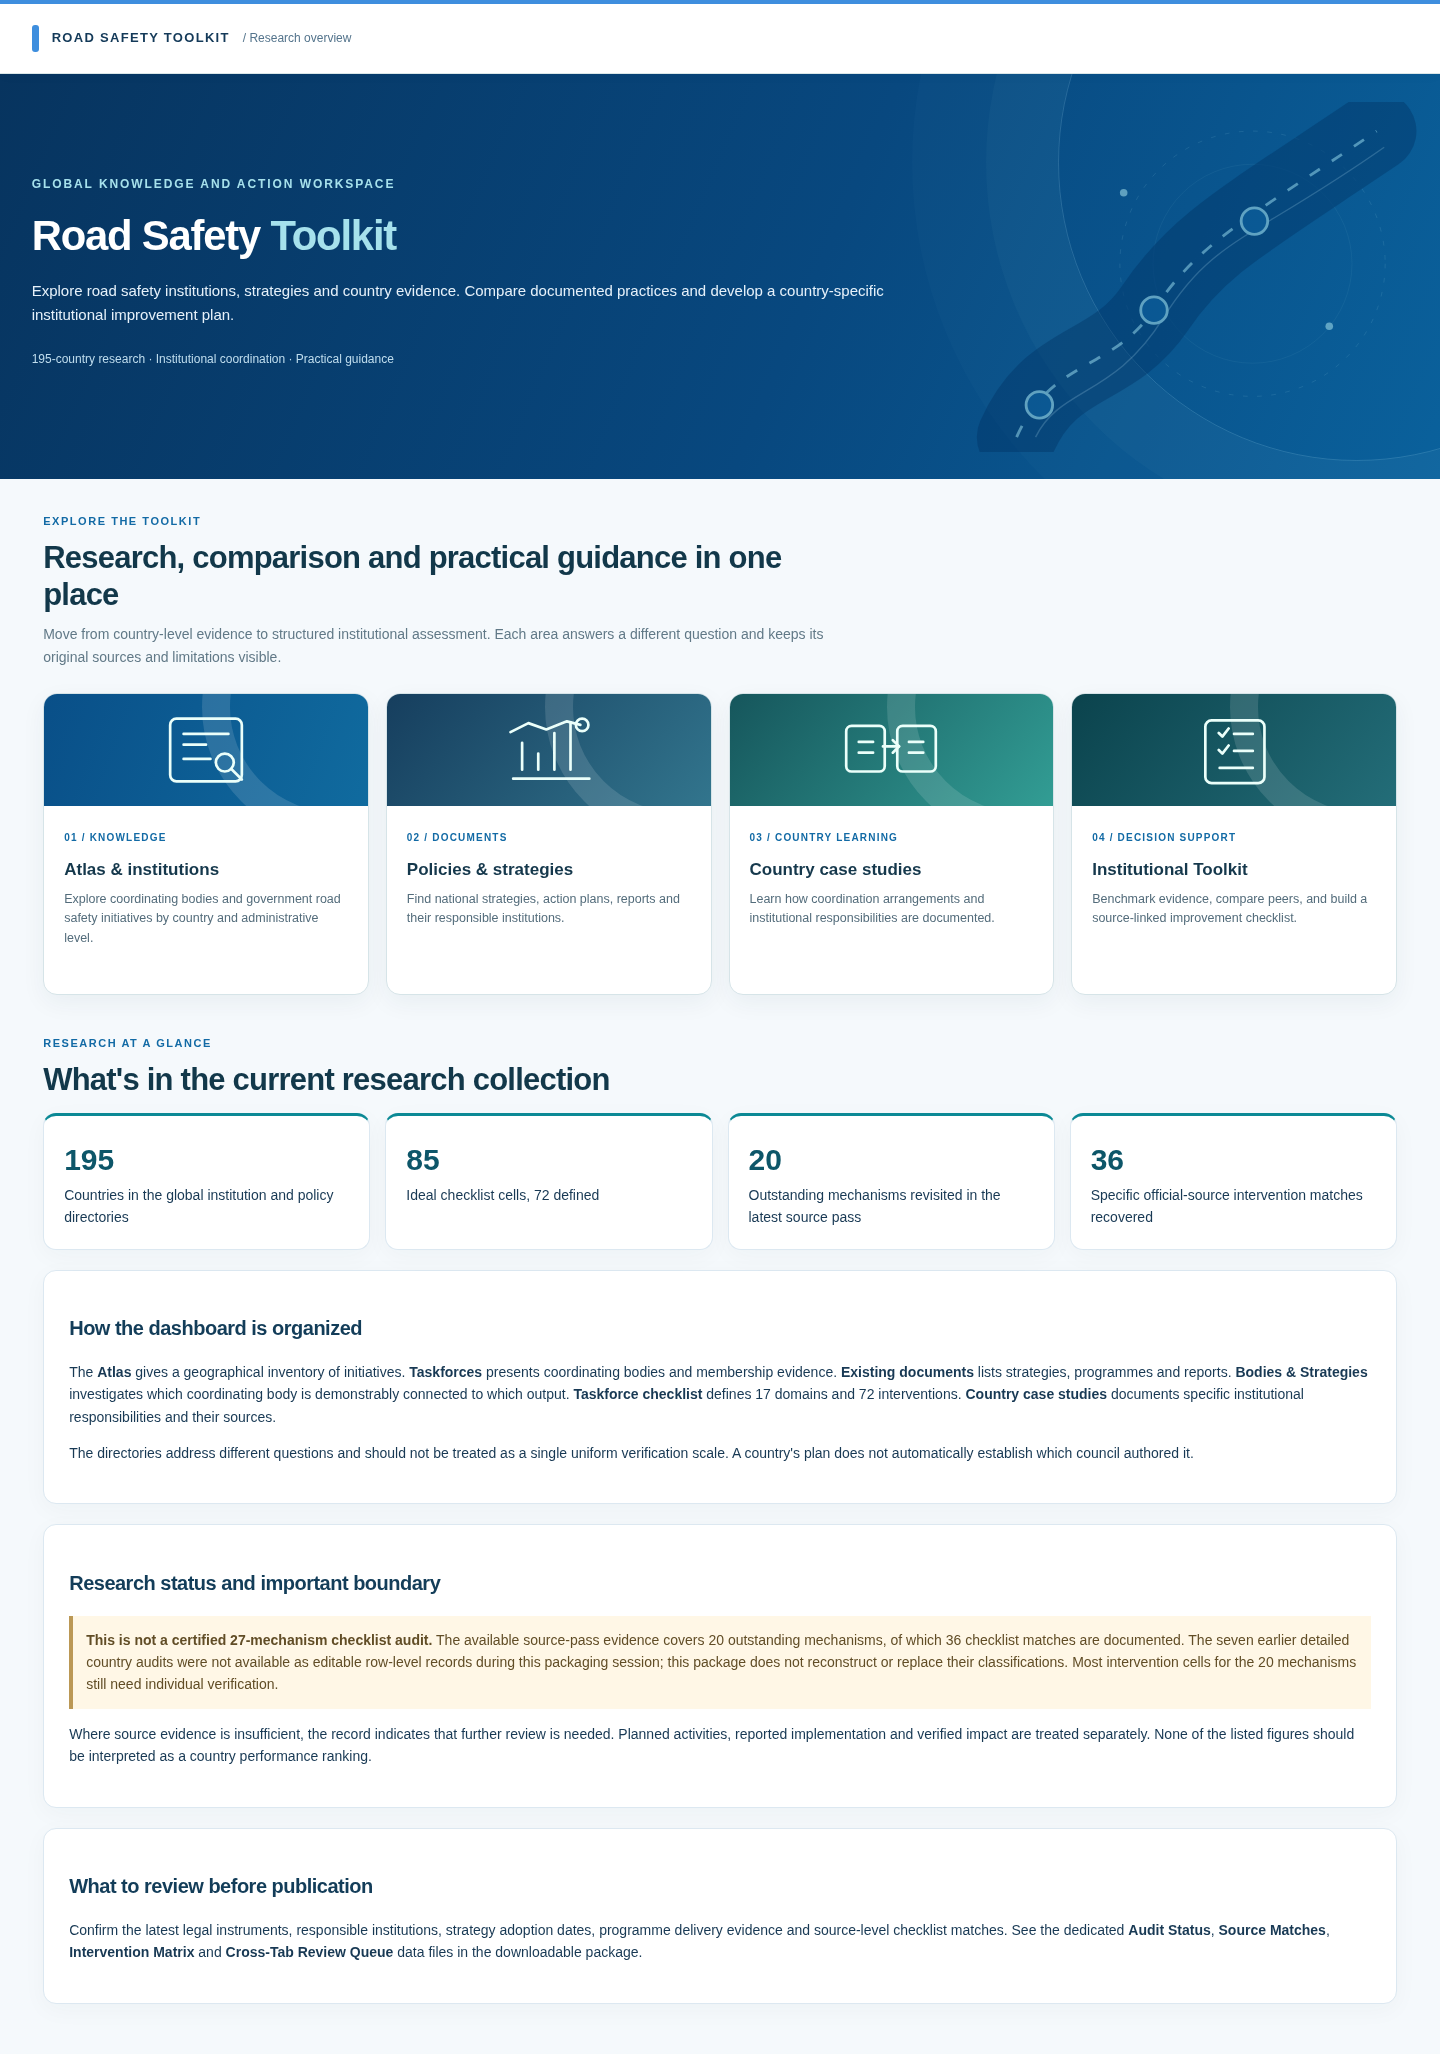 ROAD SAFETY TOOLKIT / Research overview
GLOBAL KNOWLEDGE AND ACTION WORKSPACE
Road Safety Toolkit
Explore road safety institutions, strategies and country evidence. Compare documented practices and develop a country-specific
institutional improvement plan.
195-country research · Institutional coordination · Practical guidance
EXPLORE THE TOOLKIT
Research, comparison and practical guidance in one
place
Move from country-level evidence to structured institutional assessment. Each area answers a different question and keeps its
original sources and limitations visible.
01 / KNOWLEDGE
Atlas & institutions
Explore coordinating bodies and government road
safety initiatives by country and administrative
level.
02 / DOCUMENTS
Policies & strategies
Find national strategies, action plans, reports and
their responsible institutions.
03 / COUNTRY LEARNING
Country case studies
Learn how coordination arrangements and
institutional responsibilities are documented.
04 / DECISION SUPPORT
Institutional Toolkit
Benchmark evidence, compare peers, and build a
source-linked improvement checklist.
RESEARCH AT A GLANCE
What's in the current research collection
195
Countries in the global institution and policy
directories
85
Ideal checklist cells, 72 defined
20
Outstanding mechanisms revisited in the
latest source pass
36
Specific official-source intervention matches
recovered
How the dashboard is organized
The Atlas gives a geographical inventory of initiatives. Taskforces presents coordinating bodies and membership evidence. Existing documents lists strategies, programmes and reports. Bodies & Strategies
investigates which coordinating body is demonstrably connected to which output. Taskforce checklist defines 17 domains and 72 interventions. Country case studies documents specific institutional
responsibilities and their sources.
The directories address different questions and should not be treated as a single uniform verification scale. A country's plan does not automatically establish which council authored it.
Research status and important boundary
This is not a certified 27-mechanism checklist audit. The available source-pass evidence covers 20 outstanding mechanisms, of which 36 checklist matches are documented. The seven earlier detailed
country audits were not available as editable row-level records during this packaging session; this package does not reconstruct or replace their classifications. Most intervention cells for the 20 mechanisms
still need individual verification.
Where source evidence is insufficient, the record indicates that further review is needed. Planned activities, reported implementation and verified impact are treated separately. None of the listed figures should
be interpreted as a country performance ranking.
What to review before publication
Confirm the latest legal instruments, responsible institutions, strategy adoption dates, programme delivery evidence and source-level checklist matches. See the dedicated Audit Status, Source Matches,
Intervention Matrix and Cross-Tab Review Queue data files in the downloadable package.